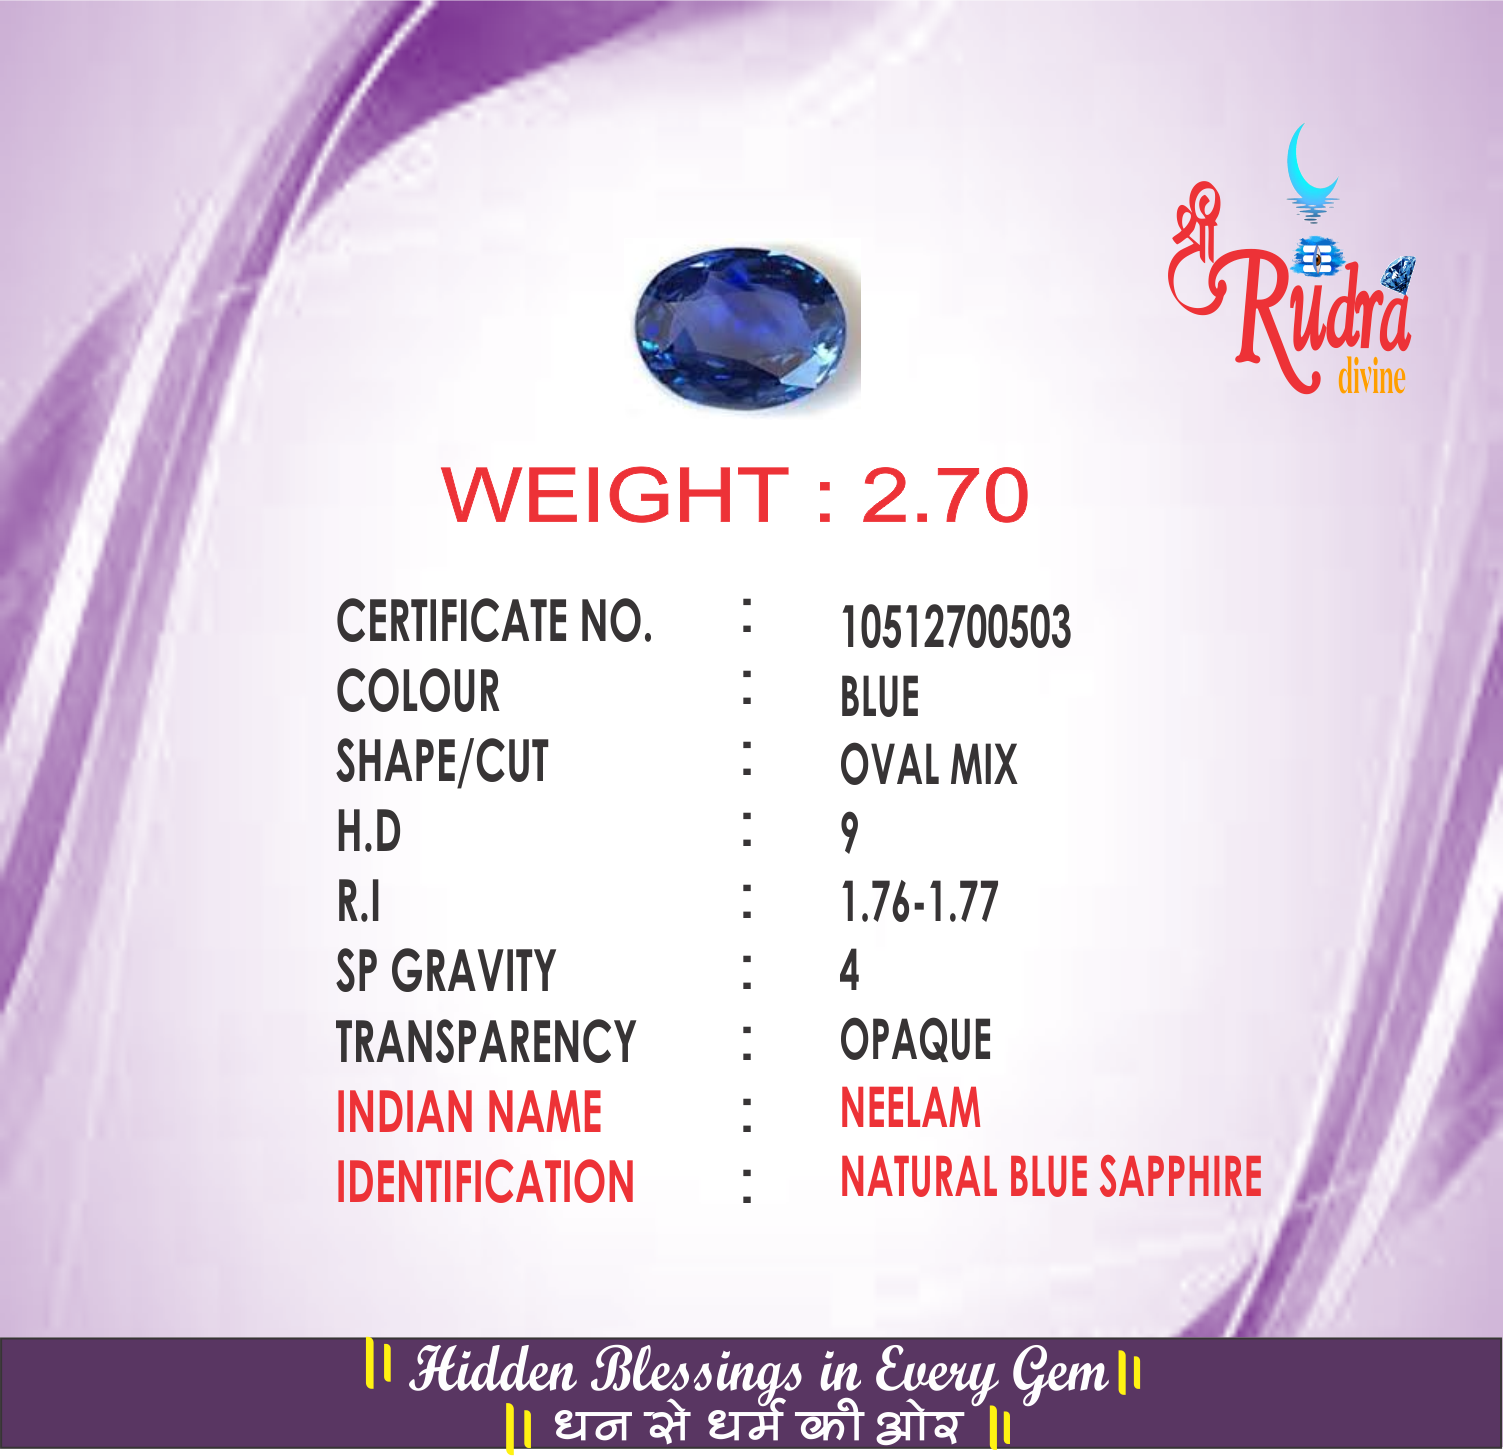 श्री
Rudra
divine
WEIGHT : 2.70
CERTIFICATE NO. : 10512700503
COLOUR : BLUE
SHAPE/CUT : OVAL MIX
H.D : 9
R.I : 1.76-1.77
SP GRAVITY : 4
TRANSPARENCY : OPAQUE
INDIAN NAME : NEELAM
IDENTIFICATION : NATURAL BLUE SAPPHIRE
|| Hidden Blessings in Every Gem ||
|| धन से धर्म की ओर ||